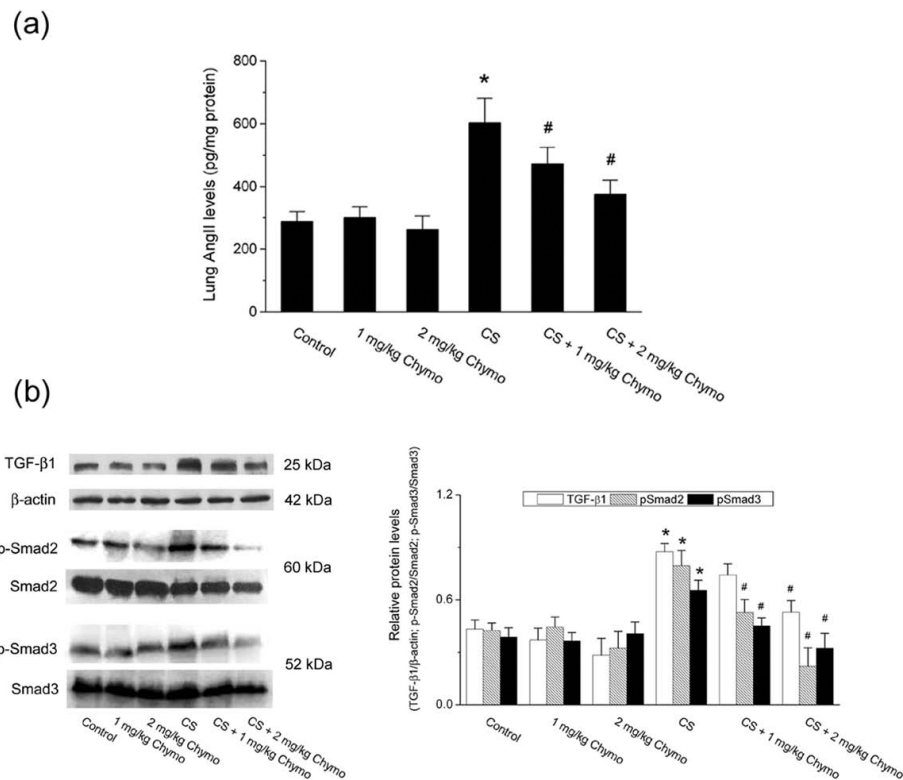 (a)
Lung AngII levels (pg/mg protein)
800
600
400
200
0
*
#
#
Control
1 mg/kg Chymo
2 mg/kg Chymo
CS
CS + 1 mg/kg Chymo
CS + 2 mg/kg Chymo
(b)
TGF-β1
25 kDa
β-actin
42 kDa
p-Smad2
60 kDa
Smad2
p-Smad3
52 kDa
Smad3
Control
1 mg/kg Chymo
2 mg/kg Chymo
CS
CS + 1 mg/kg Chymo
CS + 2 mg/kg Chymo
Relative protein levels
(TGF-β1/β-actin; p-Smad2/Smad2; p-Smad3/Smad3)
1.2
0.6
0.0
TGF-β1 pSmad2 pSmad3
* * *
# #
# # #
Control
1 mg/kg Chymo
2 mg/kg Chymo
CS
CS + 1 mg/kg Chymo
CS + 2 mg/kg Chymo